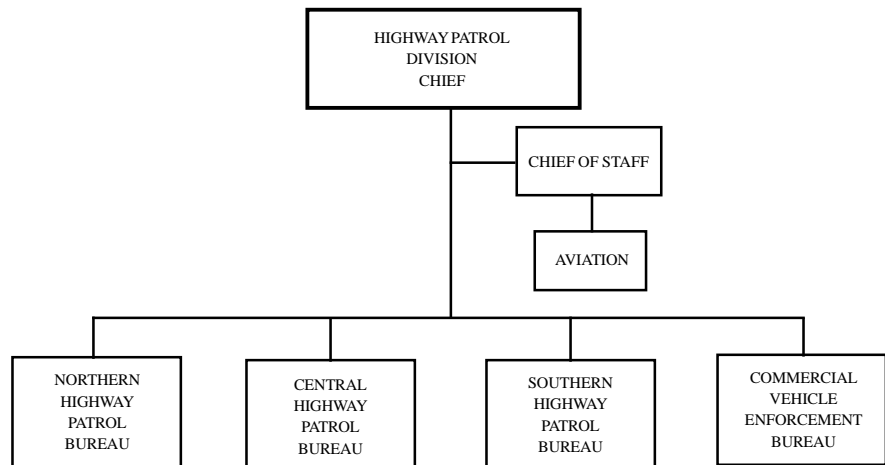 HIGHWAY PATROL
DIVISION
CHIEF
CHIEF OF STAFF
AVIATION
NORTHERN
HIGHWAY
PATROL
BUREAU
CENTRAL
HIGHWAY
PATROL
BUREAU
SOUTHERN
HIGHWAY
PATROL
BUREAU
COMMERCIAL
VEHICLE
ENFORCEMENT
BUREAU